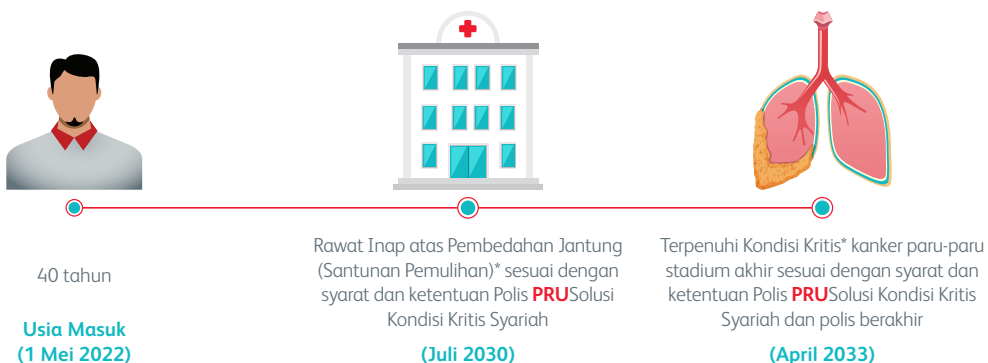 40 tahun
Usia Masuk
(1 Mei 2022)
Rawat Inap atas Pembedahan Jantung
(Santunan Pemulihan)* sesuai dengan
syarat dan ketentuan Polis PRUSolusi
Kondisi Kritis Syariah
(Juli 2030)
Terpenuhi Kondisi Kritis* kanker paru-paru
stadium akhir sesuai dengan syarat dan
ketentuan Polis PRUSolusi Kondisi Kritis
Syariah dan polis berakhir
(April 2033)